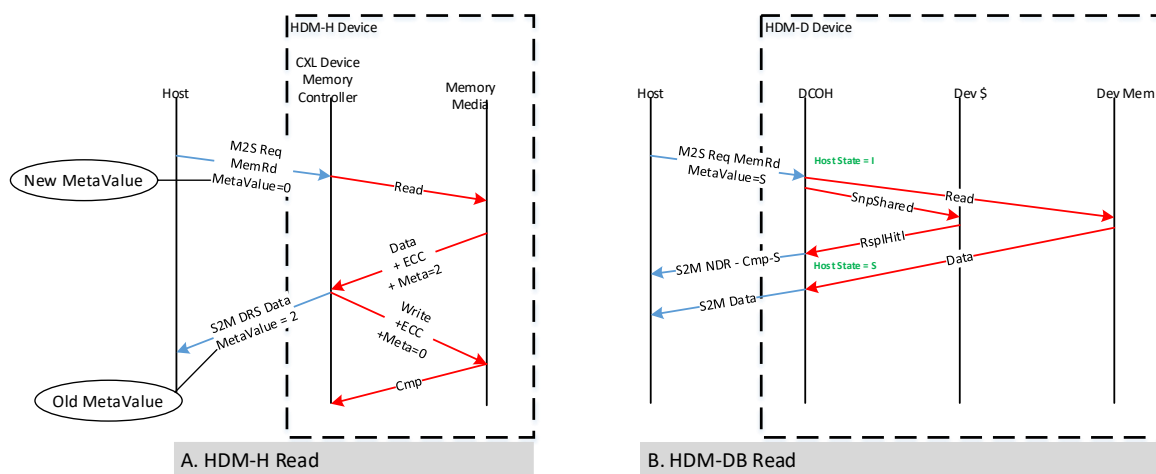 HDM-H Device
CXL Device
Memory
Controller
Host
Memory
Media
M2S Req
MemRd
MetaValue=0
New MetaValue
Read
Data
+ ECC
+ Meta=2
S2M DRS Data
MetaValue = 2
Write
+ECC
+Meta=0
Cmp
Old MetaValue
A. HDM-H Read
HDM-D Device
Host
DCOH
Dev $
Dev Mem
M2S Req MemRd
MetaValue=S
Host State = I
Read
SnpShared
RspIHitI
S2M NDR - Cmp-S
Host State = S
Data
S2M Data
B. HDM-DB Read